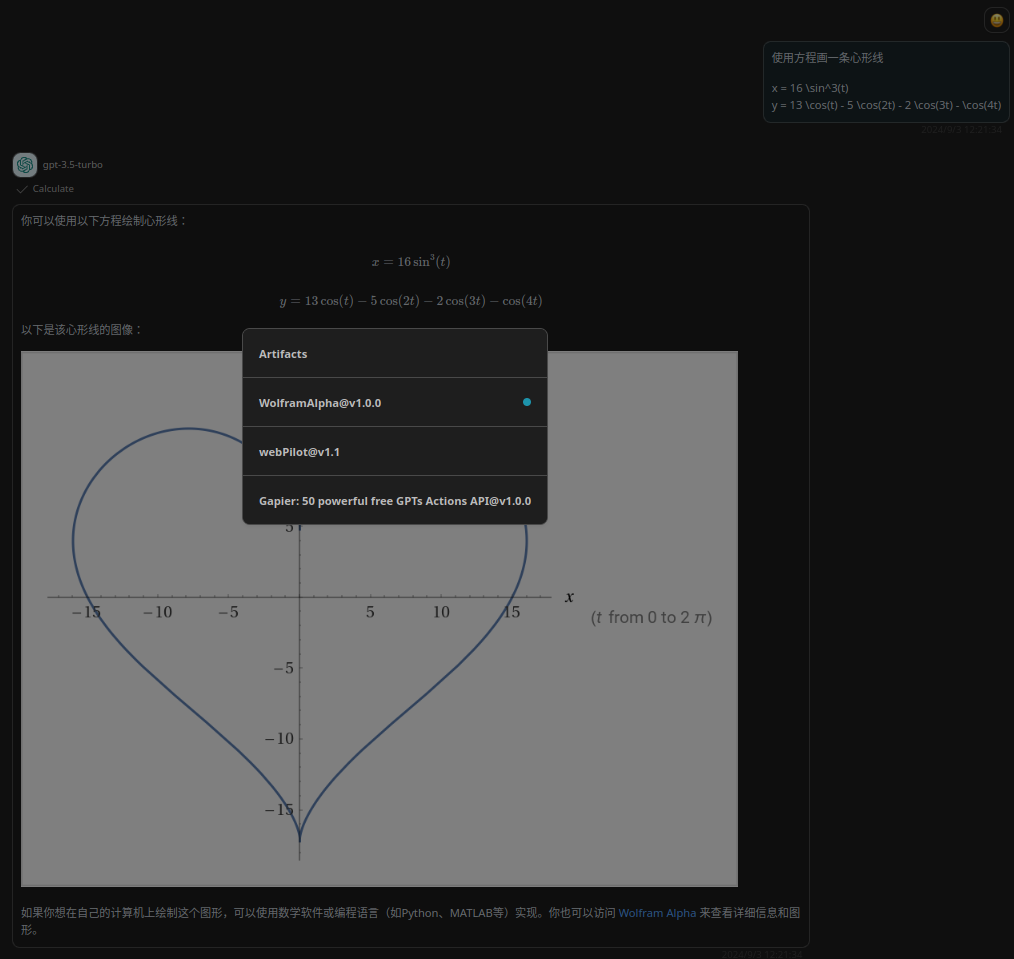 使用方程画一条心形线
x = 16 \sin^3(t)
y = 13 \cos(t) - 5 \cos(2t) - 2 \cos(3t) - \cos(4t)
2024/9/3 12:21:34
gpt-3.5-turbo
Calculate
你可以使用以下方程绘制心形线：
x = 16 sin³(t)
y = 13 cos(t) − 5 cos(2t) − 2 cos(3t) − cos(4t)
以下是该心形线的图像：
Artifacts
WolframAlpha@v1.0.0
webPilot@v1.1
Gapier: 50 powerful free GPTs Actions API@v1.0.0
5
x
−15 −10 −5 5 10 15
(t from 0 to 2 π)
−5
−10
−15
如果你想在自己的计算机上绘制这个图形，可以使用数学软件或编程语言（如Python、MATLAB等）实现。你也可以访问 Wolfram Alpha 来查看详细信息和图
形。
2024/9/3 12:21:34